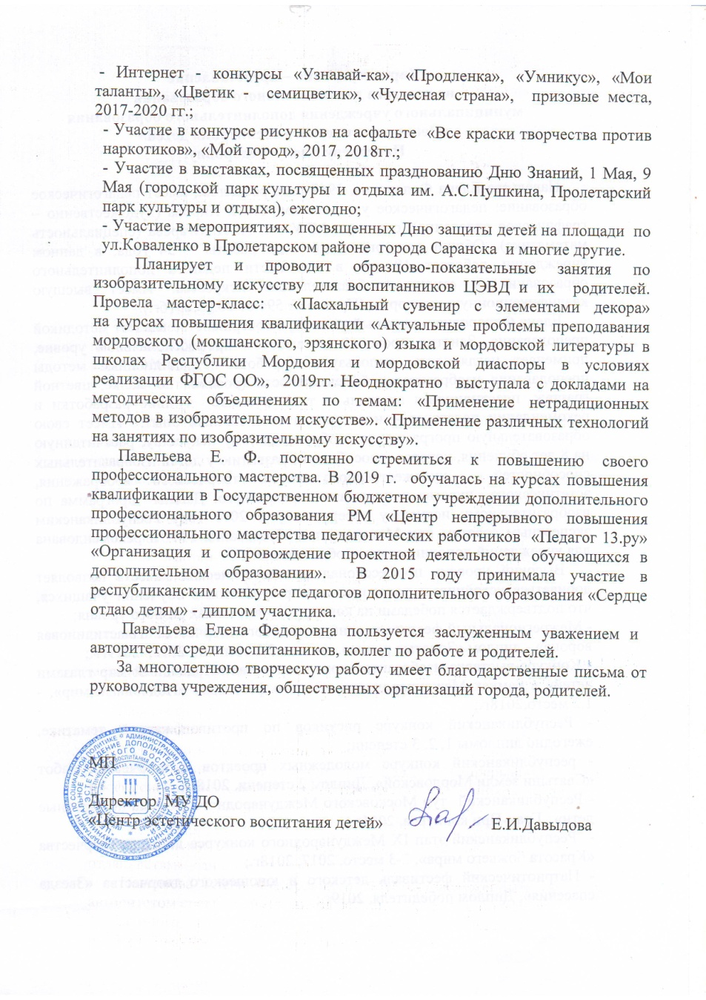 - Интернет - конкурсы «Узнавай-ка», «Продленка», «Умникус», «Мои
таланты», «Цветик - семицветик», «Чудесная страна», призовые места,
2017-2020 гг.;
- Участие в конкурсе рисунков на асфальте «Все краски творчества против
наркотиков», «Мой город», 2017, 2018гг.;
- Участие в выставках, посвященных празднованию Дню Знаний, 1 Мая, 9
Мая (городской парк культуры и отдыха им. А.С.Пушкина, Пролетарский
парк культуры и отдыха), ежегодно;
- Участие в мероприятиях, посвященных Дню защиты детей на площади по
ул.Коваленко в Пролетарском районе города Саранска и многие другие.
Планирует и проводит образцово-показательные занятия по
изобразительному искусству для воспитанников ЦЭВД и их родителей.
Провела мастер-класс: «Пасхальный сувенир с элементами декора»
на курсах повышения квалификации «Актуальные проблемы преподавания
мордовского (мокшанского, эрзянского) языка и мордовской литературы в
школах Республики Мордовия и мордовской диаспоры в условиях
реализации ФГОС ОО», 2019гг. Неоднократно выступала с докладами на
методических объединениях по темам: «Применение нетрадиционных
методов в изобразительном искусстве». «Применение различных технологий
на занятиях по изобразительному искусству».
Павельева Е. Ф. постоянно стремиться к повышению своего
профессионального мастерства. В 2019 г. обучалась на курсах повышения
квалификации в Государственном бюджетном учреждении дополнительного
профессионального образования РМ «Центр непрерывного повышения
профессионального мастерства педагогических работников «Педагог 13.ру»
«Организация и сопровождение проектной деятельности обучающихся в
дополнительном образовании». В 2015 году принимала участие в
республиканским конкурсе педагогов дополнительного образования «Сердце
отдаю детям» - диплом участника.
Павельева Елена Федоровна пользуется заслуженным уважением и
авторитетом среди воспитанников, коллег по работе и родителей.
За многолетнюю творческую работу имеет благодарственные письма от
руководства учреждения, общественных организаций города, родителей.
МП
Директор МУ ДО
«Центр эстетического воспитания детей» Е.И.Давыдова